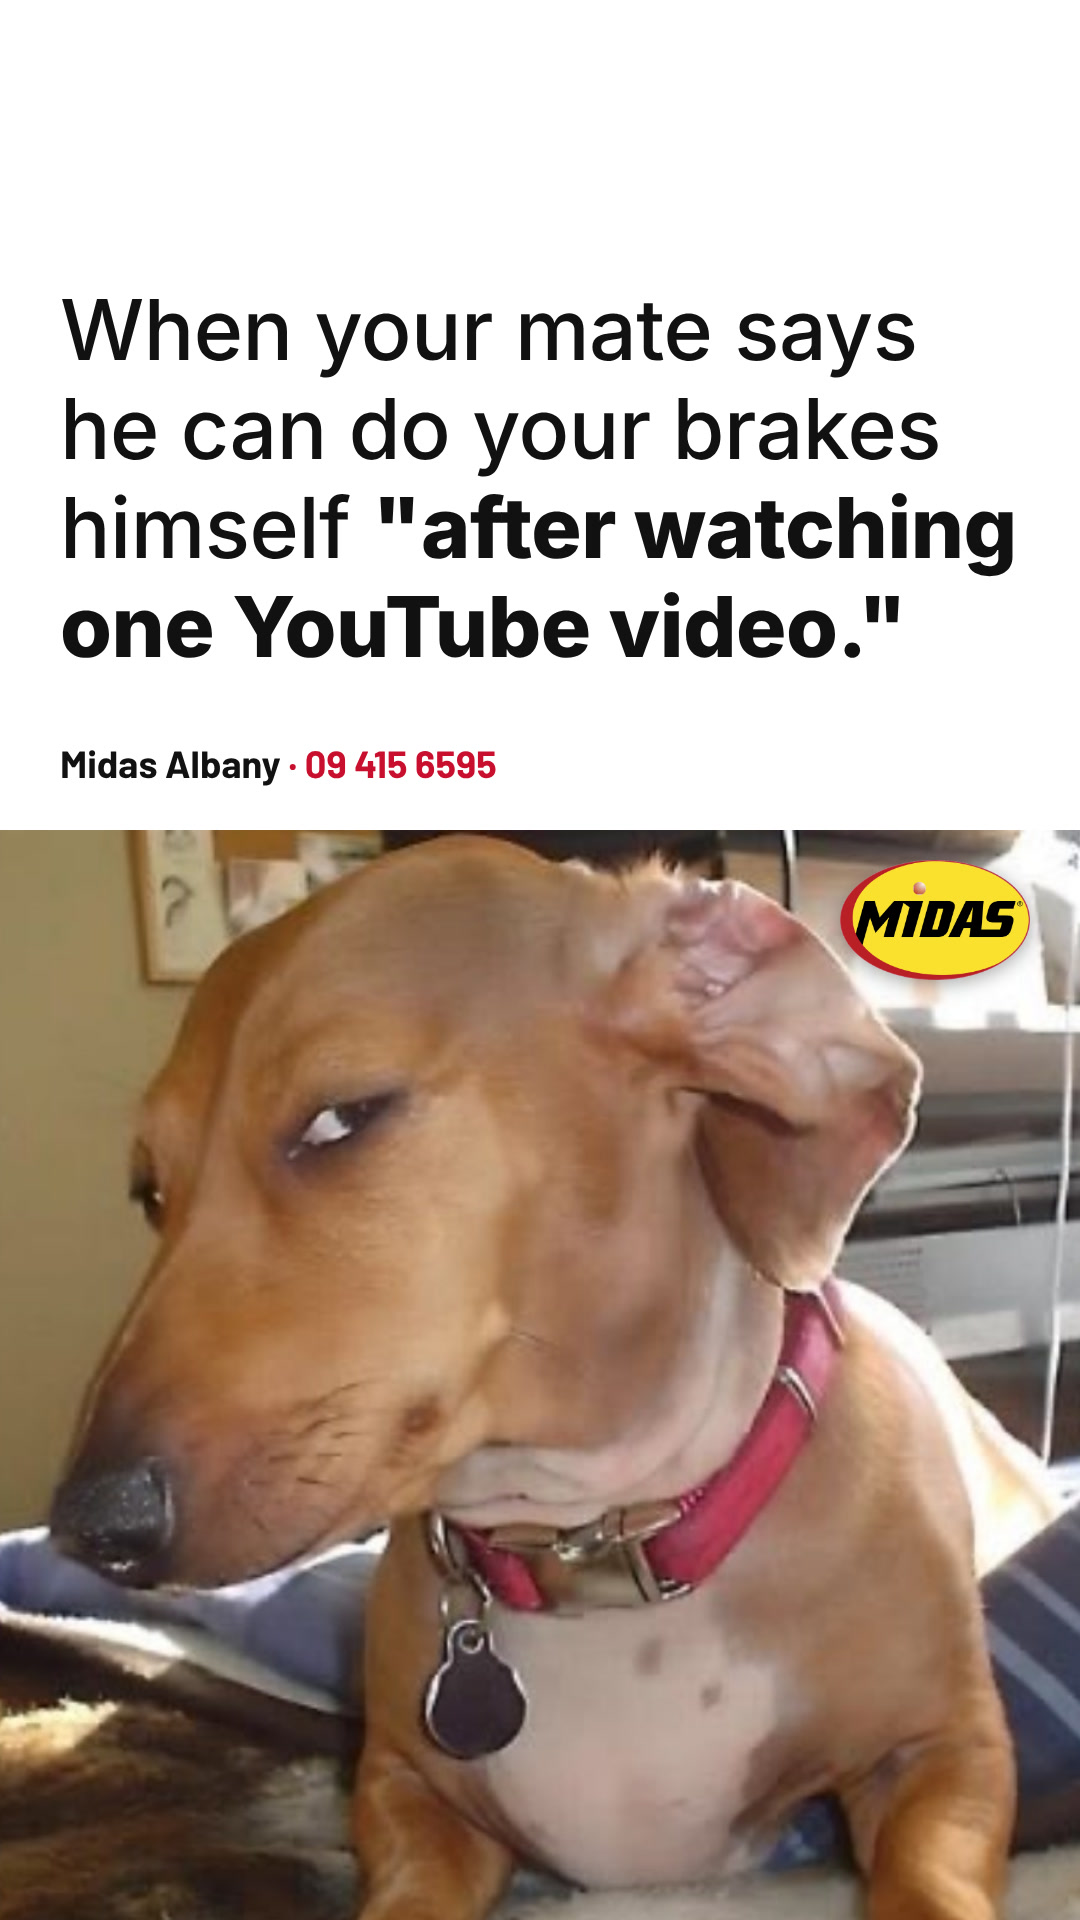 When your mate says
he can do your brakes
himself "after watching
one YouTube video."
Midas Albany · 09 415 6595
MIDAS®